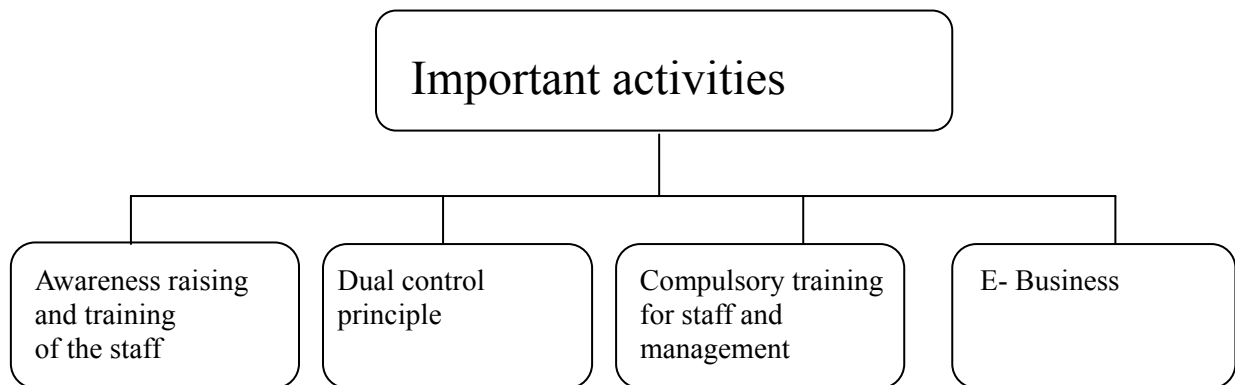 Important activities
Awareness raising
and training
of the staff
Dual control
principle
Compulsory training
for staff and
management
E- Business